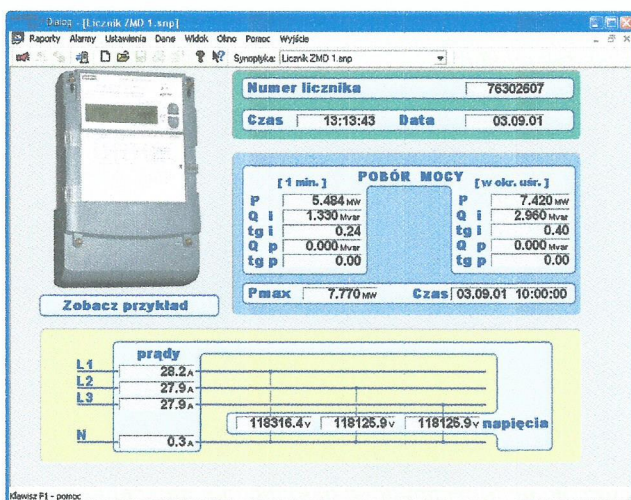 Dialog - [Licznik ZMD 1.snp]
Raporty Alarmy Ustawienia Dane Widok Okno Pomoc Wyjście
Synoptyka: Licznik ZMD 1.snp
Numer licznika 76302607
Czas 13:13:43 Data 03.09.01
POBÓR MOCY
[ 1 min. ] [w okr. uśr.]
P 5.484 MW P 7.420 MW
Q i 1.330 Mvar Q i 2.960 Mvar
tg i 0.24 tg i 0.40
Q p 0.000 Mvar Q p 0.000 Mvar
tg p 0.00 tg p 0.00
Pmax 7.770 MW Czas 03.09.01 10:00:00
Zobacz przykład
prądy
L1 28.2 A
L2 27.9 A
L3 27.9 A
118316.4 V 118125.9 V 118125.9 V napięcia
N 0.3 A
Klawisz F1 - pomoc